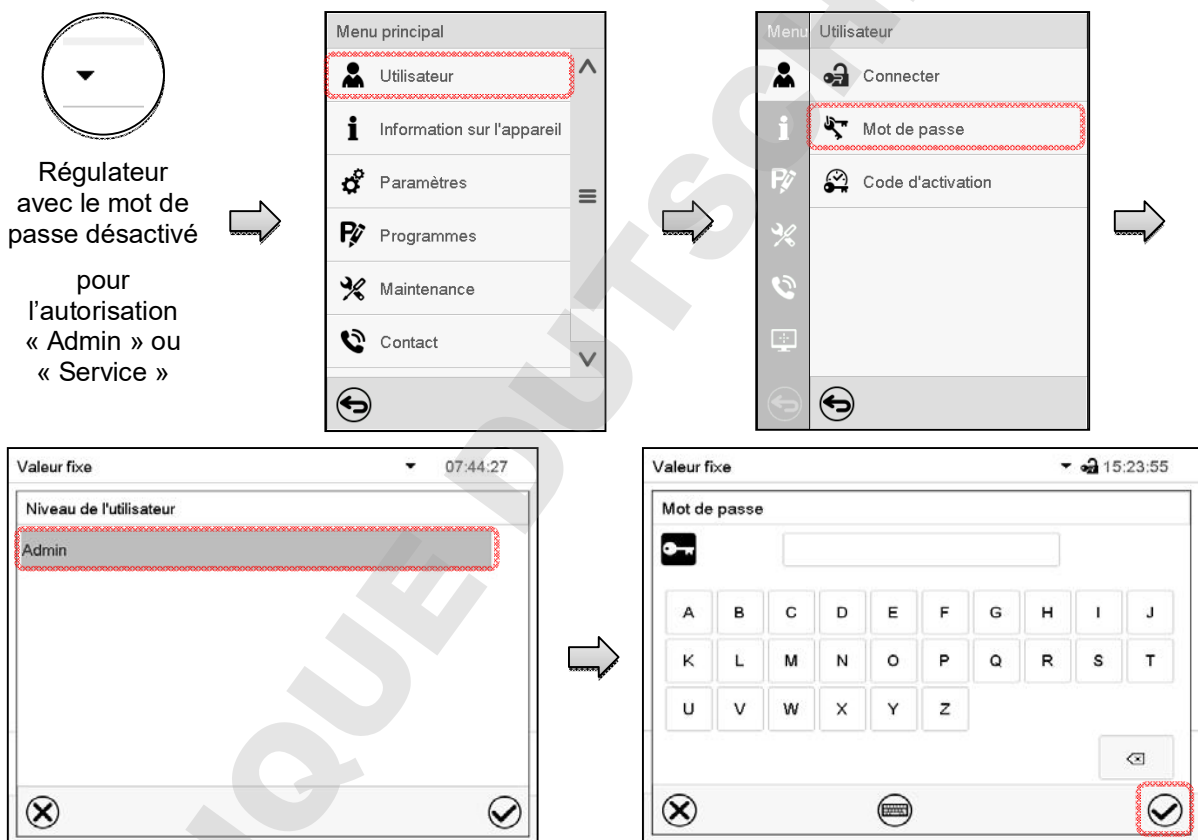 Régulateur
avec le mot de
passe désactivé
pour
l’autorisation
« Admin » ou
« Service »
Menu principal
Utilisateur
Information sur l'appareil
Paramètres
Programmes
Maintenance
Contact
Menu
Utilisateur
Connecter
Mot de passe
Code d'activation
Valeur fixe 07:44:27
Niveau de l'utilisateur
Admin
Valeur fixe 15:23:55
Mot de passe
A B C D E F G H I J
K L M N O P Q R S T
U V W X Y Z
QUE DUTSCH